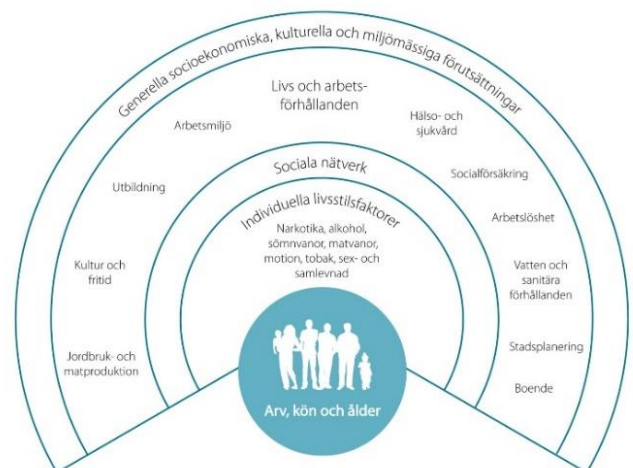 Generella socioekonomiska, kulturella och miljömässiga förutsättningar
Livs och arbets-
förhållanden
Arbetsmiljö
Hälso- och
sjukvård
Utbildning
Socialförsäkring
Arbetslöshet
Kultur och
fritid
Vatten och
sanitära
förhållanden
Jordbruk- och
matproduktion
Stadsplanering
Boende
Sociala nätverk
Individuella livsstilsfaktorer
Narkotika, alkohol,
sömnvanor, matvanor,
motion, tobak, sex- och
samlevnad
Arv, kön och ålder